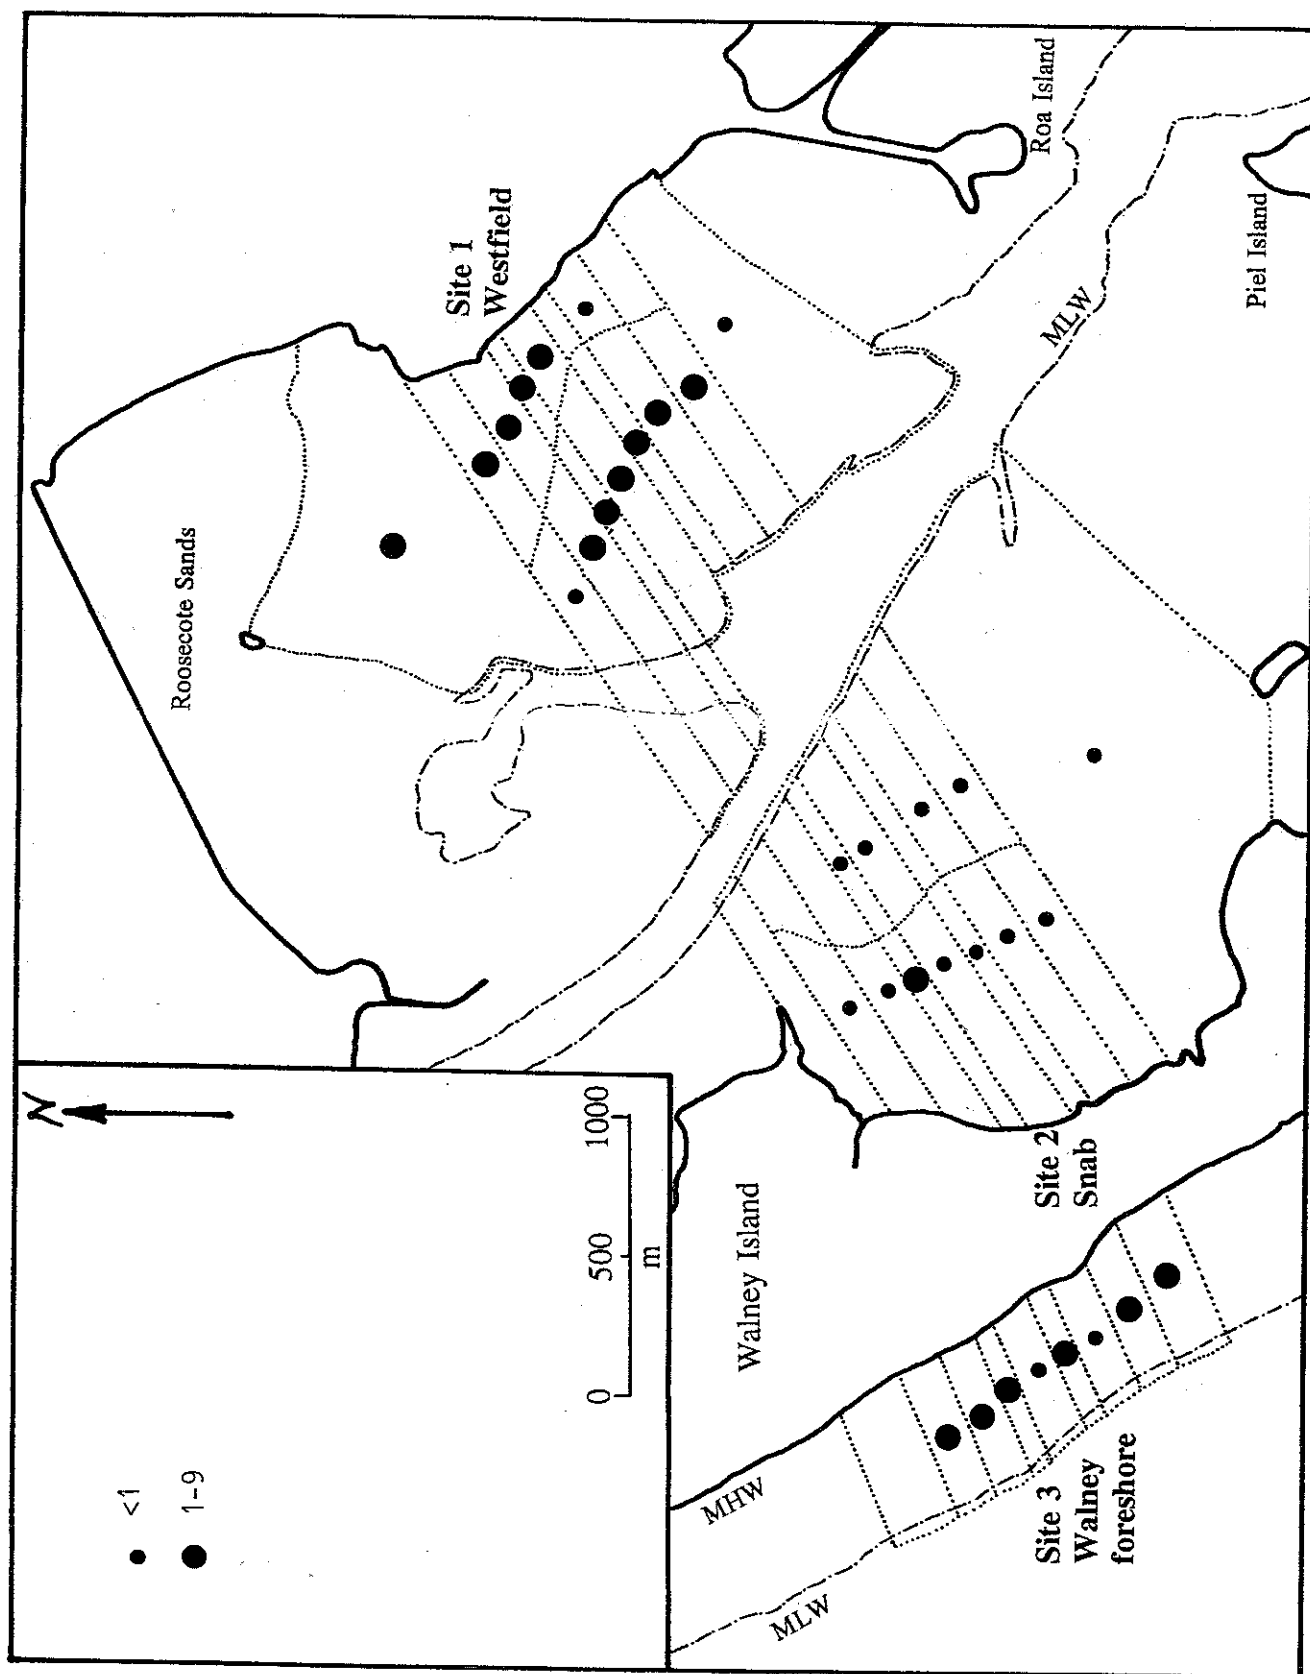 N
<1
1-9
0 500 1000
m
Roosecote Sands
Site 1
Westfield
Roa Island
Piel Island
MLW
Walney Island
Site 2
Snab
MHW
MLW
Site 3
Walney
foreshore